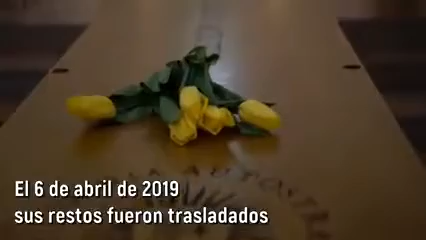 El 6 de abril de 2019
sus restos fueron trasladados